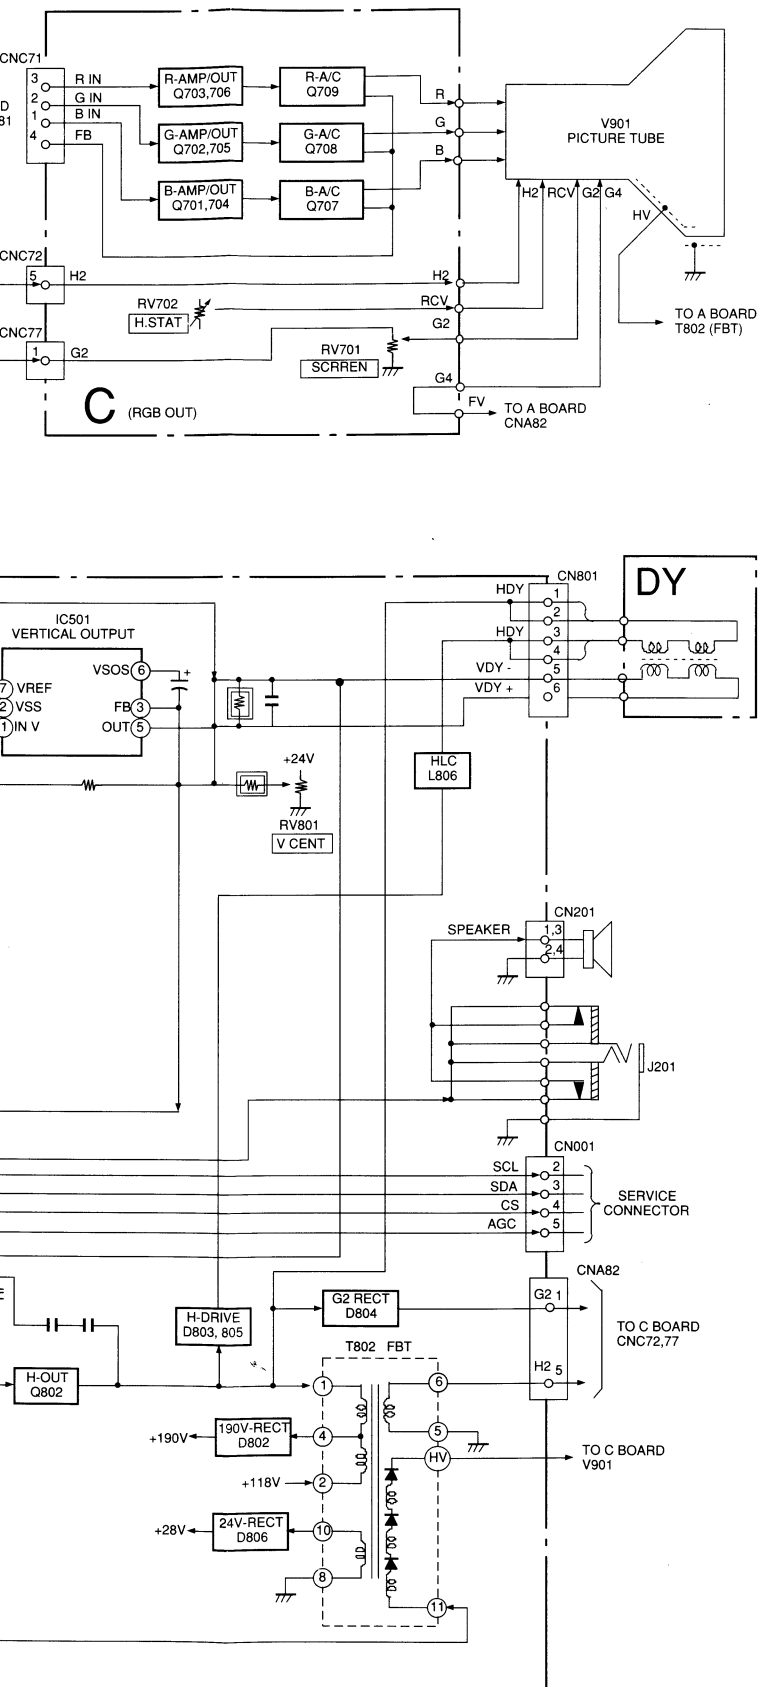 CNC71
3
R IN
R-AMP/OUT
Q703,706
R-A/C
Q709
R
D
2
G IN
81
1
B IN
4
FB
G-AMP/OUT
Q702,705
G-A/C
Q708
G
B
V901
PICTURE TUBE
B-AMP/OUT
Q701,704
B-A/C
Q707
H2
RCV
G2
G4
HV
CNC72
5
H2
H2
RV702
H.STAT
RCV
G2
TO A BOARD
T802 (FBT)
CNC77
1
G2
RV701
SCRREN
G4
FV
TO A BOARD
CNA82
C
(RGB OUT)
CN801
DY
HDY
1
2
HDY
3
4
VDY -
5
VDY +
6
IC501
VERTICAL OUTPUT
VSOS
6
+
7
VREF
2
VSS
FB
3
1
IN V
OUT
5
+24V
HLC
L806
RV801
V CENT
CN201
SPEAKER
1,3
2,4
J201
CN001
SCL
2
SDA
3
CS
4
AGC
5
SERVICE
CONNECTOR
CNA82
G2
1
G2 RECT
D804
H-DRIVE
D803, 805
TO C BOARD
CNC72,77
E
T802 FBT
H2
5
H-OUT
Q802
1
6
+190V
190V-RECT
D802
4
5
HV
TO C BOARD
V901
+118V
2
+28V
24V-RECT
D806
10
8
11